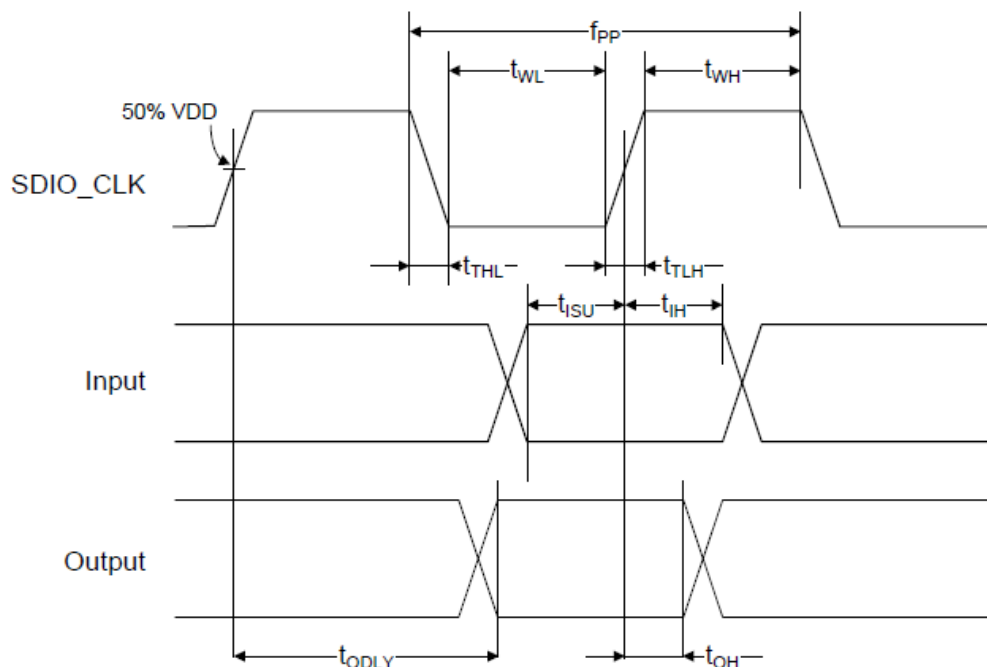 fPP
tWL
tWH
50% VDD
SDIO_CLK
tTHL
tTLH
tISU
tIH
Input
Output
tODLY
tOH